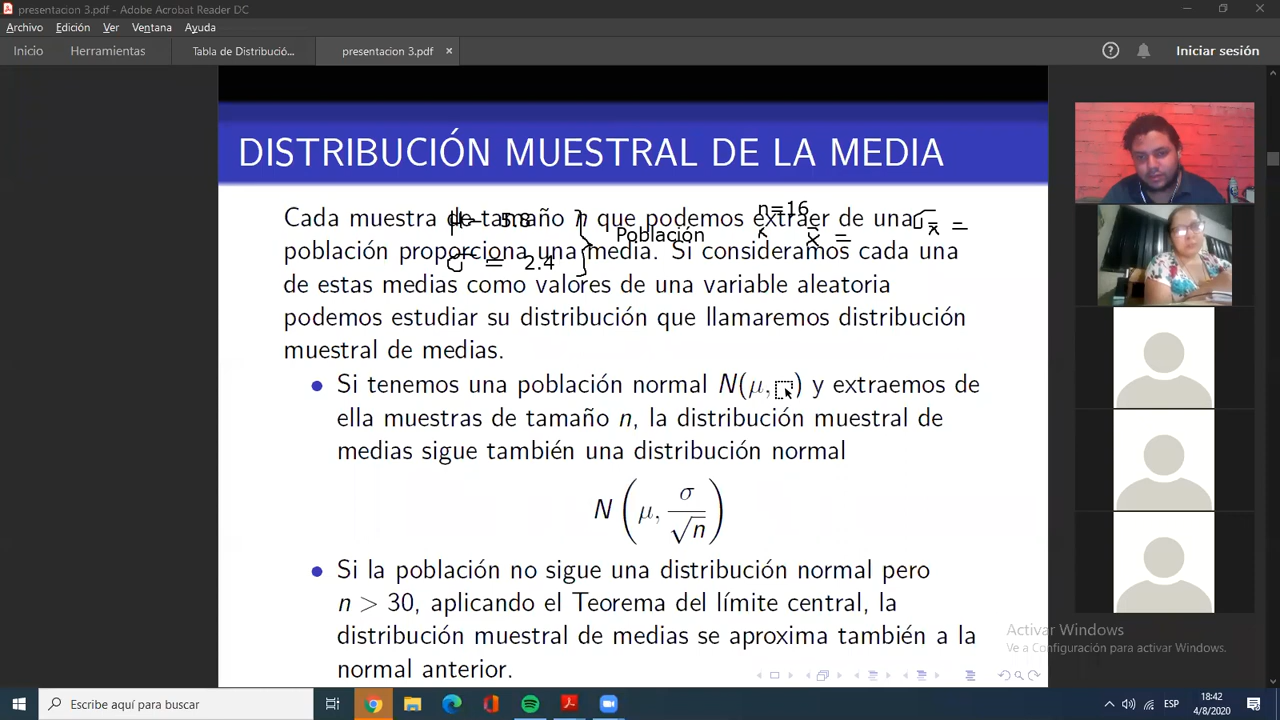 presentacion 3.pdf - Adobe Acrobat Reader DC
Archivo Edición Ver Ventana Ayuda
Inicio Herramientas Tabla de Distribució... presentacion 3.pdf × Iniciar sesión
DISTRIBUCIÓN MUESTRAL DE LA MEDIA
n=16
Cada muestra de tamaño n que podemos extraer de una
μ = 5.8
Población
x̄ =
σx̄ =
población proporciona una media. Si consideramos cada una
σ = 2.4
de estas medias como valores de una variable aleatoria
podemos estudiar su distribución que llamaremos distribución
muestral de medias.
• Si tenemos una población normal N(μ, ) y extraemos de
ella muestras de tamaño n, la distribución muestral de
medias sigue también una distribución normal
N(μ, σ/√n)
• Si la población no sigue una distribución normal pero
n > 30, aplicando el Teorema del límite central, la
distribución muestral de medias se aproxima también a la
normal anterior.
Activar Windows
Ve a Configuración para activar Windows.
Escribe aquí para buscar
ESP
18:42
4/8/2020